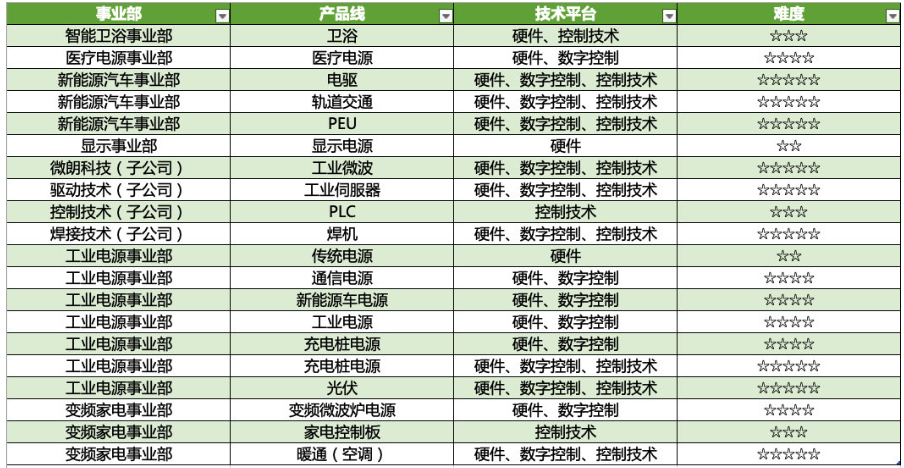 事业部 产品线 技术平台 难度
智能卫浴事业部 卫浴 硬件、控制技术 ☆☆☆
医疗电源事业部 医疗电源 硬件、数字控制 ☆☆☆☆
新能源汽车事业部 电驱 硬件、数字控制、控制技术 ☆☆☆☆☆
新能源汽车事业部 轨道交通 硬件、数字控制、控制技术 ☆☆☆☆☆
新能源汽车事业部 PEU 硬件、数字控制、控制技术 ☆☆☆☆☆
显示事业部 显示电源 硬件 ☆☆
微朗科技（子公司） 工业微波 硬件、数字控制、控制技术 ☆☆☆☆☆
驱动技术（子公司） 工业伺服器 硬件、数字控制、控制技术 ☆☆☆☆☆
控制技术（子公司） PLC 控制技术 ☆☆☆
焊接技术（子公司） 焊机 硬件、数字控制、控制技术 ☆☆☆☆☆
工业电源事业部 传统电源 硬件 ☆☆
工业电源事业部 通信电源 硬件、数字控制 ☆☆☆☆
工业电源事业部 新能源车电源 硬件、数字控制 ☆☆☆☆
工业电源事业部 工业电源 硬件、数字控制 ☆☆☆☆
工业电源事业部 充电桩电源 硬件、数字控制 ☆☆☆☆
工业电源事业部 充电桩电源 硬件、数字控制、控制技术 ☆☆☆☆☆
工业电源事业部 光伏 硬件、数字控制、控制技术 ☆☆☆☆☆
变频家电事业部 变频微波炉电源 硬件、数字控制 ☆☆☆☆
变频家电事业部 家电控制板 控制技术 ☆☆☆
变频家电事业部 暖通（空调） 硬件、数字控制、控制技术 ☆☆☆☆☆